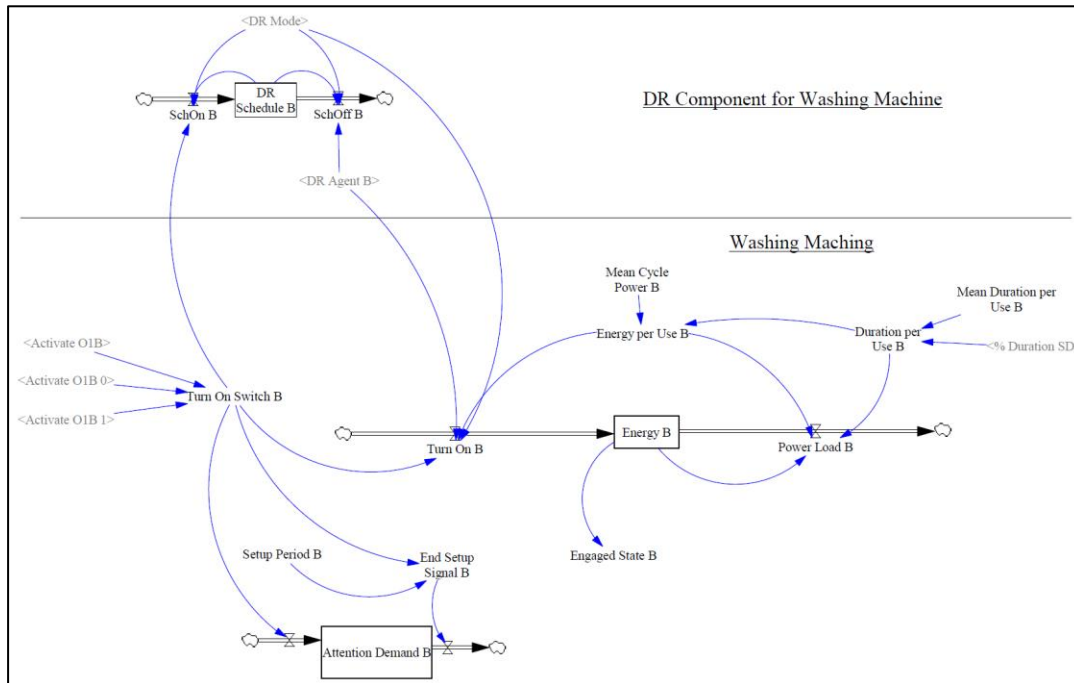 <DR Mode>
DR
Schedule B
SchOn B
SchOff B
DR Component for Washing Machine
<DR Agent B>
Washing Maching
Mean Cycle
Power B
Mean Duration per
Use B
Energy per Use B
Duration per
Use B
<% Duration SD
<Activate O1B>
<Activate O1B 0>
<Activate O1B 1>
Turn On Switch B
Turn On B
Energy B
Power Load B
Setup Period B
End Setup
Signal B
Engaged State B
Attention Demand B